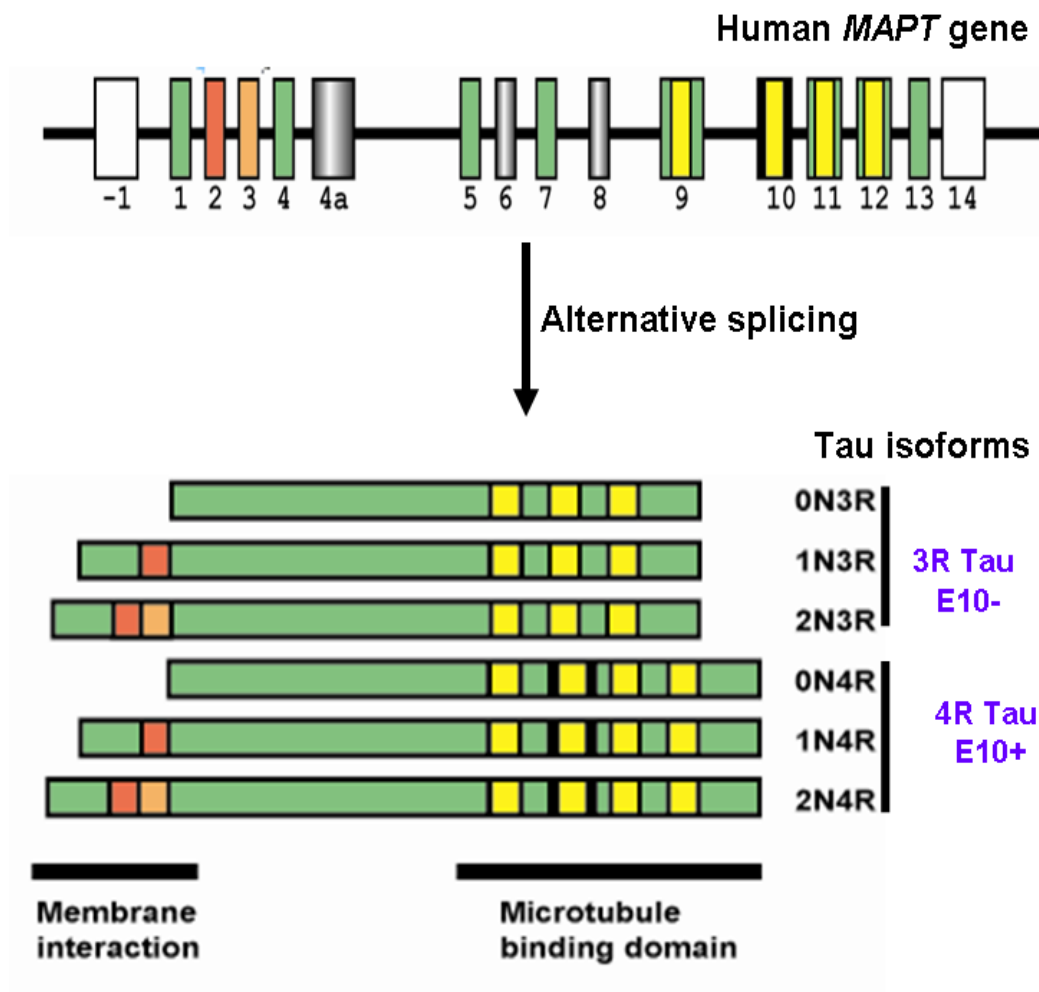 Human MAPT gene
-1 1 2 3 4 4a 5 6 7 8 9 10 11 12 13 14
Alternative splicing
Tau isoforms
0N3R
1N3R
2N3R
3R Tau
E10-
0N4R
1N4R
2N4R
4R Tau
E10+
Membrane
interaction
Microtubule
binding domain